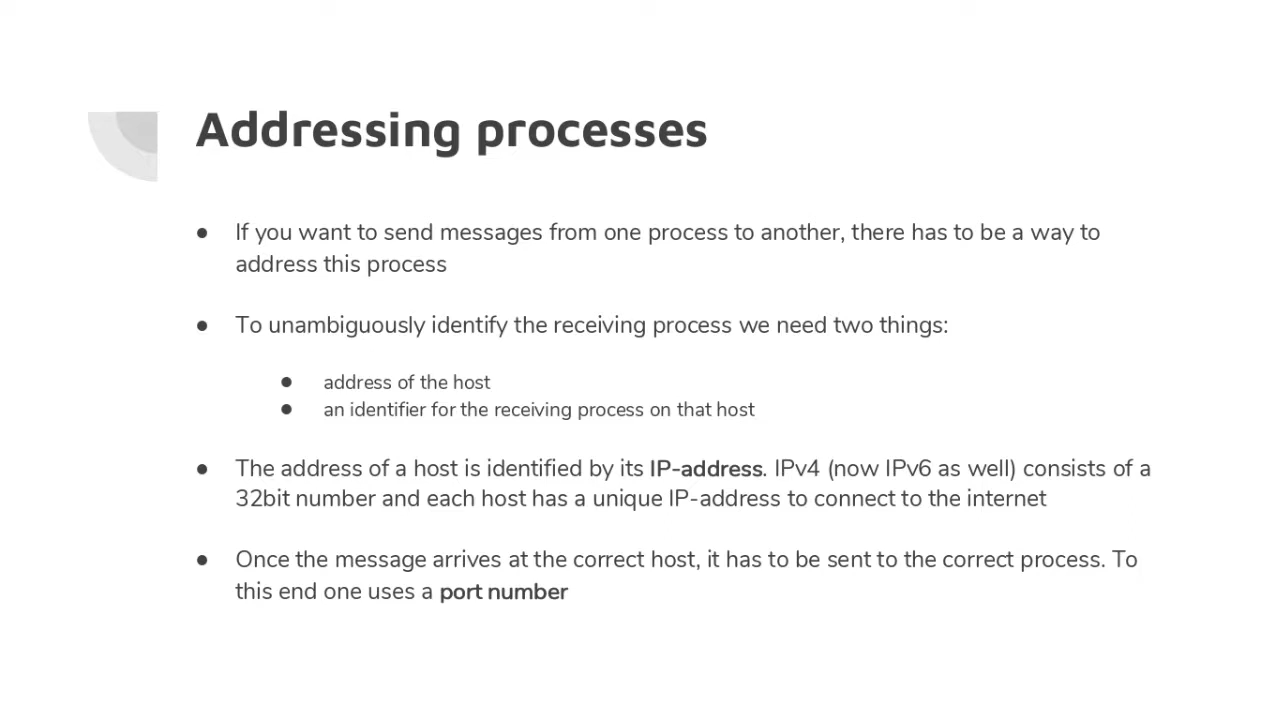 Addressing processes
● If you want to send messages from one process to another, there has to be a way to
address this process
● To unambiguously identify the receiving process we need two things:
● address of the host
● an identifier for the receiving process on that host
● The address of a host is identified by its IP-address. IPv4 (now IPv6 as well) consists of a
32bit number and each host has a unique IP-address to connect to the internet
● Once the message arrives at the correct host, it has to be sent to the correct process. To
this end one uses a port number